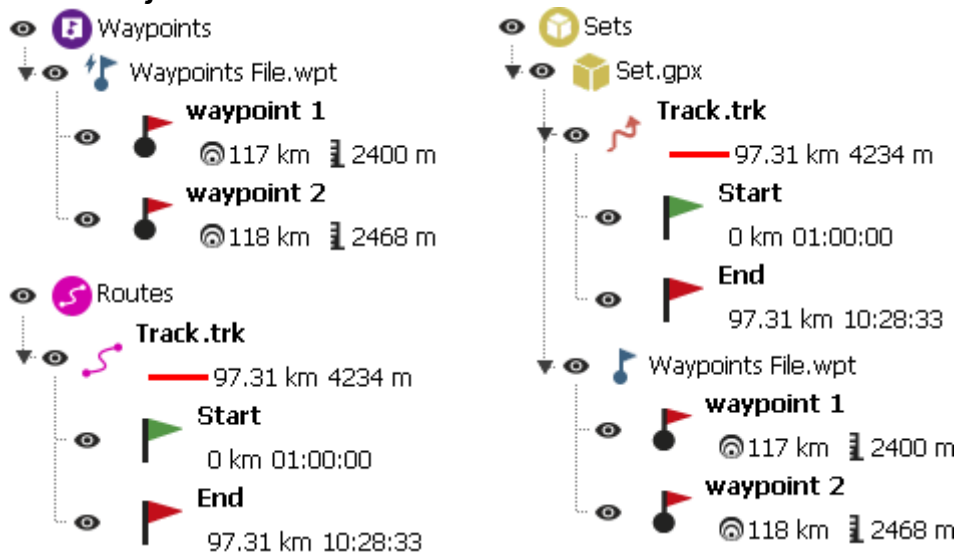 Waypoints
Waypoints File.wpt
waypoint 1
117 km 2400 m
waypoint 2
118 km 2468 m
Routes
Track.trk
97.31 km 4234 m
Start
0 km 01:00:00
End
97.31 km 10:28:33
Sets
Set.gpx
Track.trk
97.31 km 4234 m
Start
0 km 01:00:00
End
97.31 km 10:28:33
Waypoints File.wpt
waypoint 1
117 km 2400 m
waypoint 2
118 km 2468 m